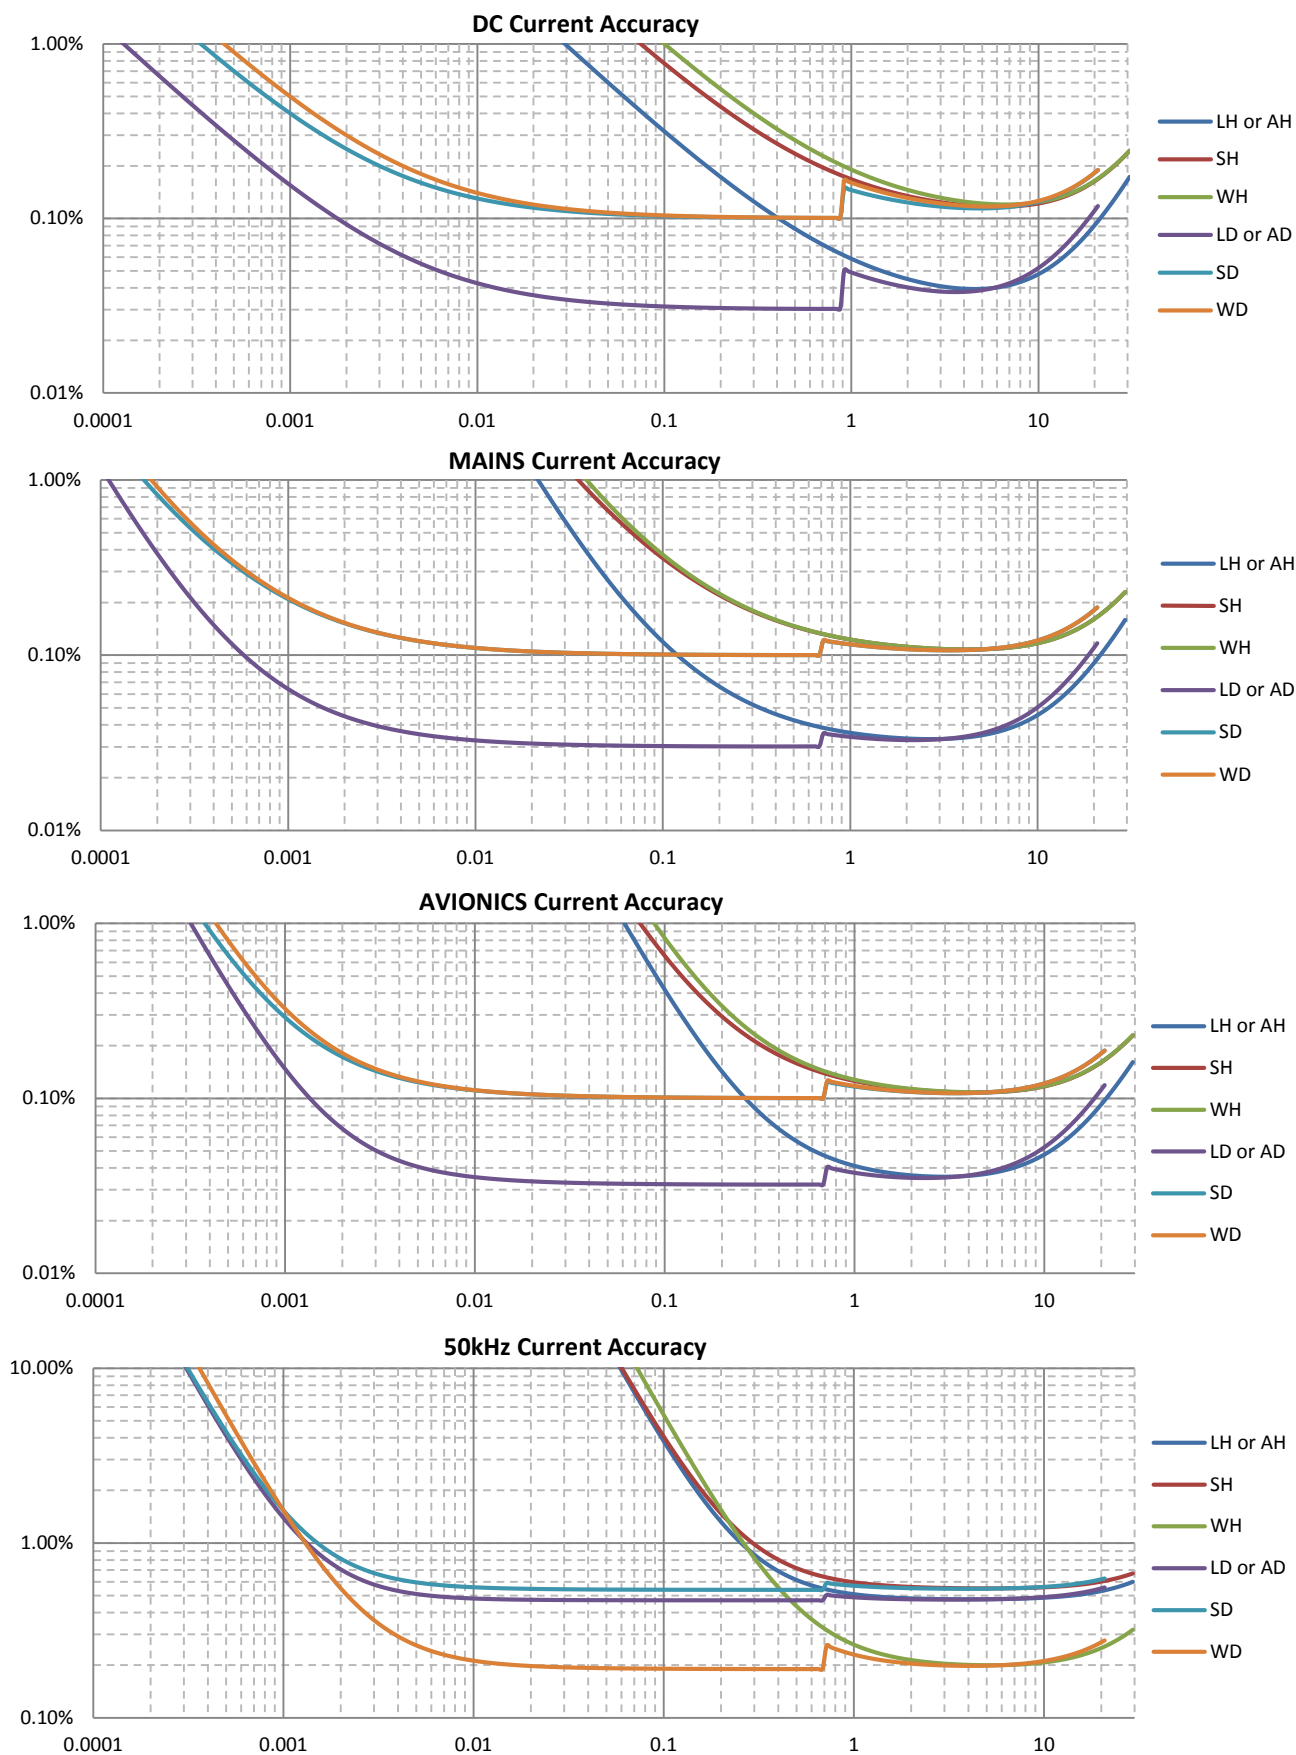 DC Current Accuracy
1.00%
0.10%
0.01%
0.0001 0.001 0.01 0.1 1 10
LH or AH
SH
WH
LD or AD
SD
WD
MAINS Current Accuracy
1.00%
0.10%
0.01%
0.0001 0.001 0.01 0.1 1 10
LH or AH
SH
WH
LD or AD
SD
WD
AVIONICS Current Accuracy
1.00%
0.10%
0.01%
0.0001 0.001 0.01 0.1 1 10
LH or AH
SH
WH
LD or AD
SD
WD
50kHz Current Accuracy
10.00%
1.00%
0.10%
0.0001 0.001 0.01 0.1 1 10
LH or AH
SH
WH
LD or AD
SD
WD